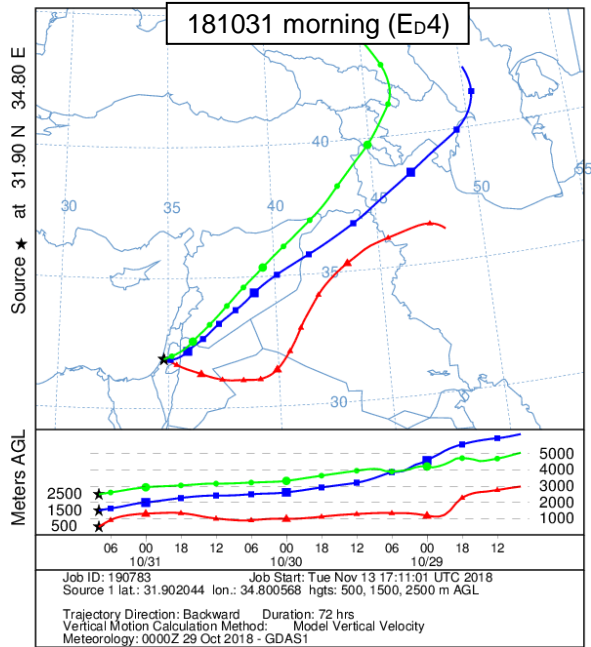 181031 morning (ED4)
Source ★ at 31.90 N 34.80 E
40
45
50
55
30
35
35
30
Meters AGL
2500
1500
500
5000
4000
3000
2000
1000
06 00 18 12 06 00 18 12 06 00 18 12
10/31 10/30 10/29
Job ID: 190783 Job Start: Tue Nov 13 17:11:01 UTC 2018
Source 1 lat.: 31.902044 lon.: 34.800568 hgts: 500, 1500, 2500 m AGL
Trajectory Direction: Backward Duration: 72 hrs
Vertical Motion Calculation Method: Model Vertical Velocity
Meteorology: 0000Z 29 Oct 2018 - GDAS1